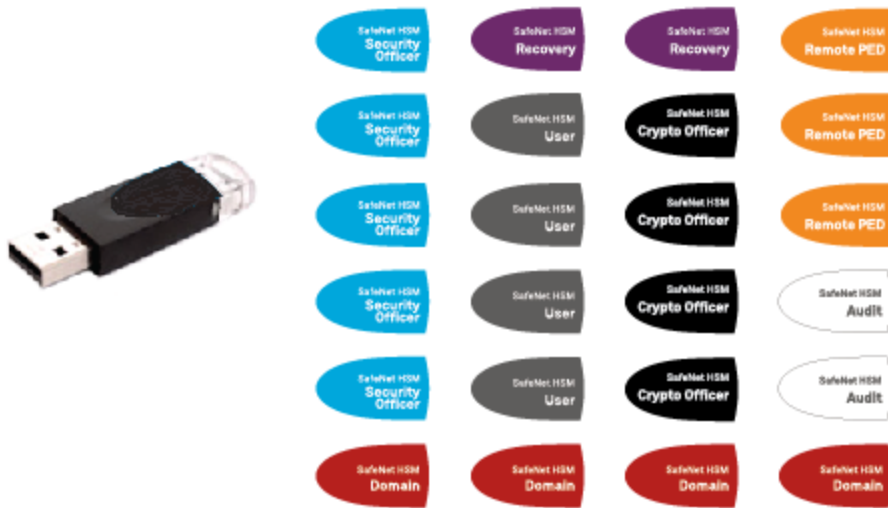 SafeNet HSM
Security
Officer
SafeNet HSM
Recovery
SafeNet HSM
Recovery
SafeNet HSM
Remote PED
SafeNet HSM
Security
Officer
SafeNet HSM
User
SafeNet HSM
Crypto Officer
SafeNet HSM
Remote PED
SafeNet HSM
Security
Officer
SafeNet HSM
User
SafeNet HSM
Crypto Officer
SafeNet HSM
Remote PED
SafeNet HSM
Security
Officer
SafeNet HSM
User
SafeNet HSM
Crypto Officer
SafeNet HSM
Audit
SafeNet HSM
Security
Officer
SafeNet HSM
User
SafeNet HSM
Crypto Officer
SafeNet HSM
Audit
SafeNet HSM
Domain
SafeNet HSM
Domain
SafeNet HSM
Domain
SafeNet HSM
Domain